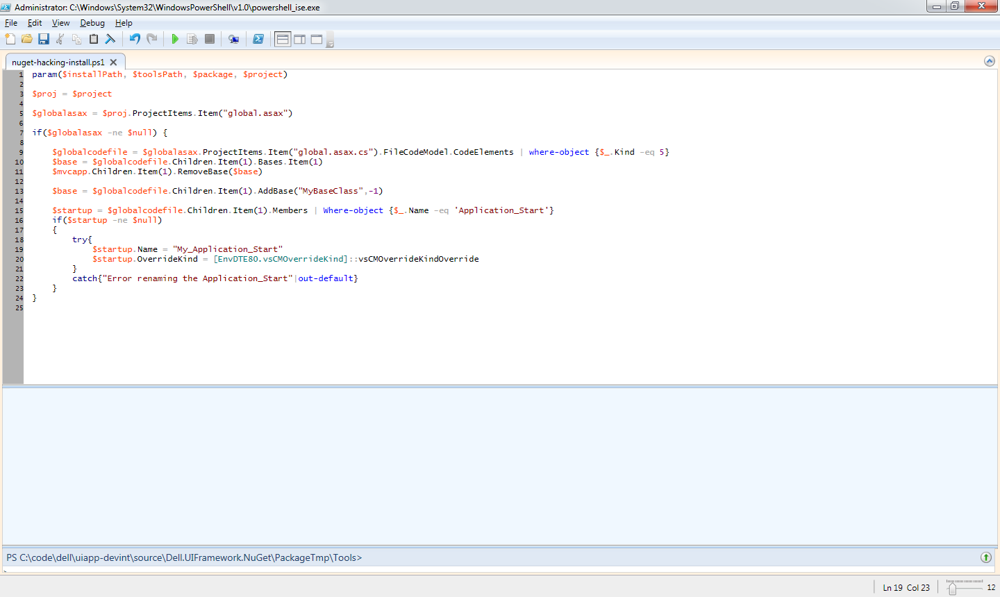 Administrator: C:\Windows\System32\WindowsPowerShell\v1.0\powershell_ise.exe
File Edit View Debug Help
nuget-hacking-install.ps1
1 param($installPath, $toolsPath, $package, $project)
2
3 $proj = $project
4
5 $globalasax = $proj.ProjectItems.Item("global.asax")
6
7 if($globalasax -ne $null) {
8
9 $globalcodefile = $globalasax.ProjectItems.Item("global.asax.cs").FileCodeModel.CodeElements | where-object {$_.Kind -eq 5}
10 $base = $globalcodefile.Children.Item(1).Bases.Item(1)
11 $mvcapp.Children.Item(1).RemoveBase($base)
12
13 $base = $globalcodefile.Children.Item(1).AddBase("MyBaseClass",-1)
14
15 $startup = $globalcodefile.Children.Item(1).Members | Where-object {$_.Name -eq 'Application_Start'}
16 if($startup -ne $null)
17 {
18 try{
19 $startup.Name = "My_Application_Start"
20 $startup.OverrideKind = [EnvDTE80.vsCMOverrideKind]::vsCMOverrideKindOverride
21 }
22 catch{"Error renaming the Application_Start"|out-default}
23 }
24 }
25
PS C:\code\dell\uiapp-devint\source\Dell.UIFramework.NuGet\PackageTmp\Tools>
Ln 19 Col 23 12